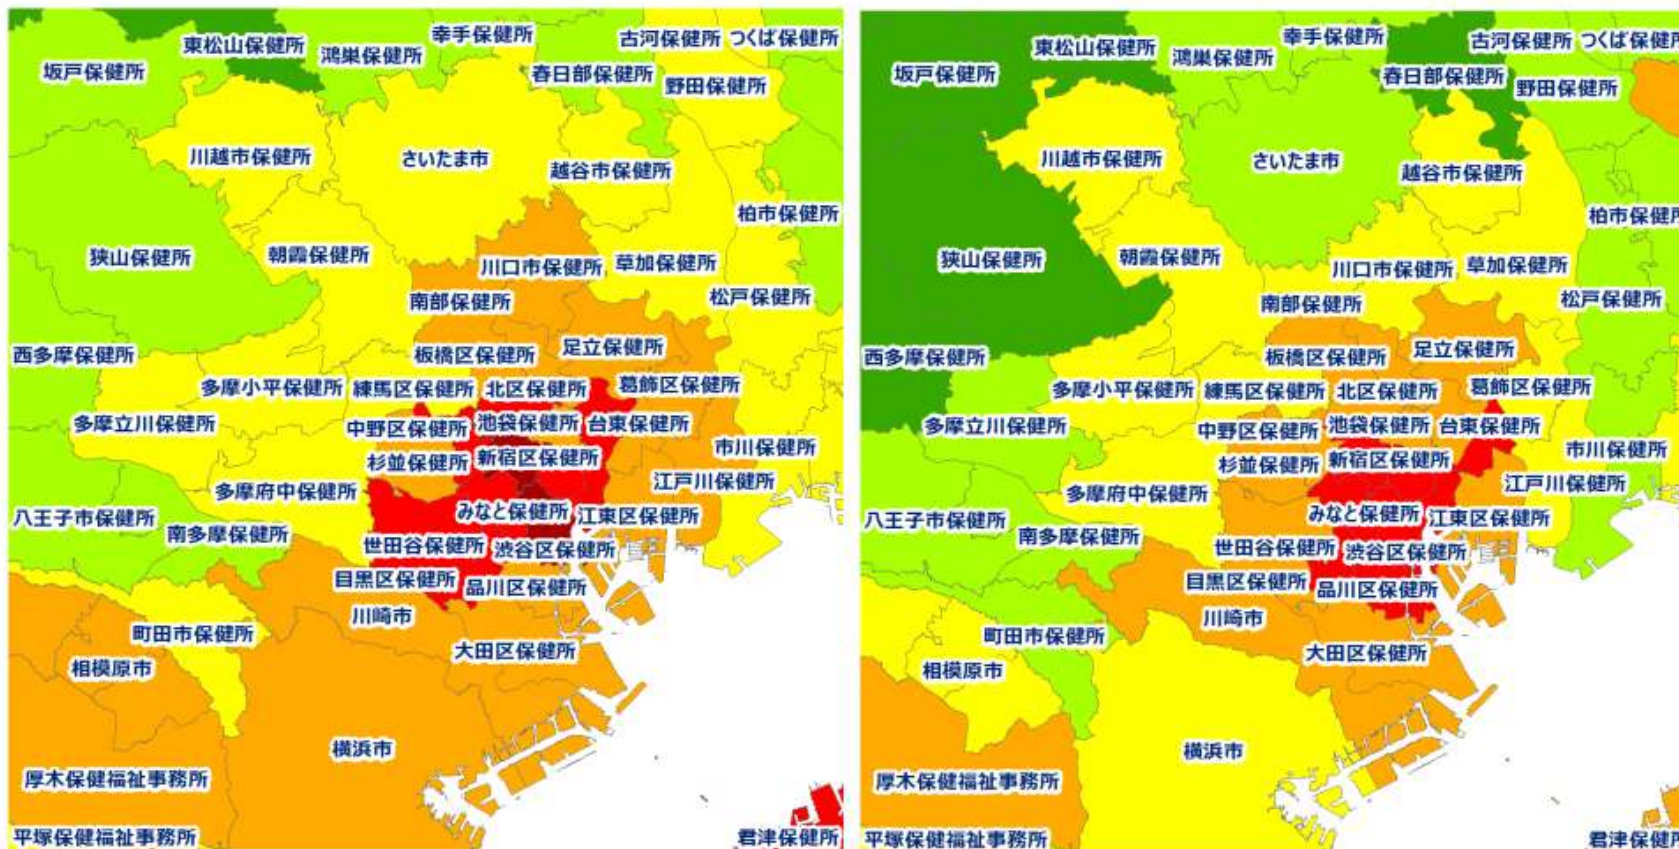 幸手保健所
東松山保健所
鴻巣保健所
古河保健所
つくば保健所
坂戸保健所
春日部保健所
野田保健所
川越市保健所
さいたま市
越谷市保健所
柏市保健所
狭山保健所
朝霞保健所
川口市保健所
草加保健所
南部保健所
松戸保健所
西多摩保健所
板橋区保健所
足立保健所
多摩小平保健所
練馬区保健所
北区保健所
葛飾区保健所
多摩立川保健所
中野区保健所
池袋保健所
台東保健所
市川保健所
杉並保健所
新宿区保健所
江戸川保健所
多摩府中保健所
八王子市保健所
みなと保健所
江東区保健所
南多摩保健所
世田谷保健所
渋谷区保健所
目黒区保健所
品川区保健所
川崎市
町田市保健所
大田区保健所
相模原市
横浜市
厚木保健福祉事務所
平塚保健福祉事務所
君津保健所
幸手保健所
東松山保健所
鴻巣保健所
古河保健所
つくば保健所
坂戸保健所
春日部保健所
野田保健所
川越市保健所
さいたま市
越谷市保健所
柏市保健所
狭山保健所
朝霞保健所
川口市保健所
草加保健所
南部保健所
松戸保健所
西多摩保健所
板橋区保健所
足立保健所
多摩小平保健所
練馬区保健所
北区保健所
葛飾区保健所
多摩立川保健所
中野区保健所
池袋保健所
台東保健所
市川保健所
杉並保健所
新宿区保健所
江戸川保健所
多摩府中保健所
八王子市保健所
みなと保健所
江東区保健所
南多摩保健所
世田谷保健所
渋谷区保健所
目黒区保健所
品川区保健所
川崎市
町田市保健所
大田区保健所
相模原市
横浜市
厚木保健福祉事務所
平塚保健福祉事務所
君津保健所